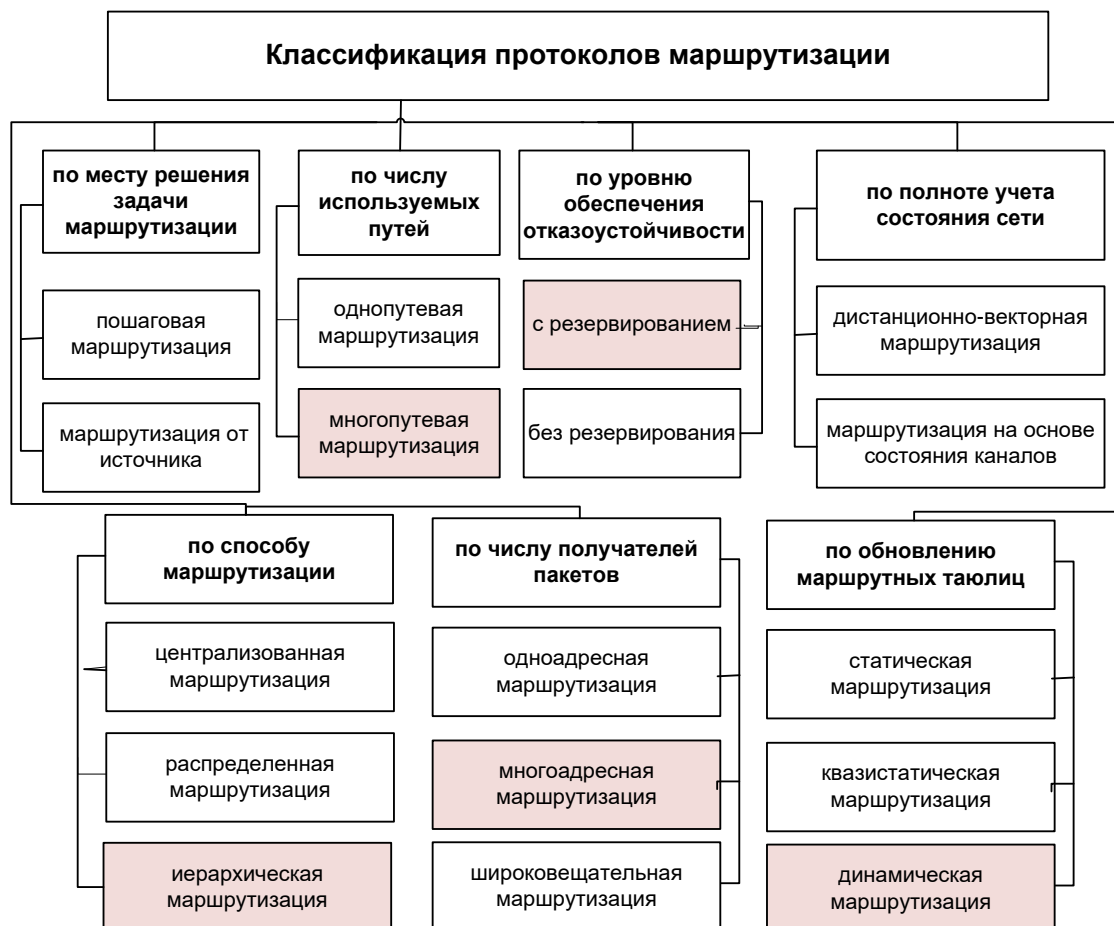 Классификация протоколов маршрутизации
по месту решения
задачи
маршрутизации
пошаговая
маршрутизация
маршрутизация от
источника
по числу
используемых
путей
однопутевая
маршрутизация
многопутевая
маршрутизация
по уровню
обеспечения
отказоустойчивости
с резервированием
без резервирования
по полноте учета
состояния сети
дистанционно-векторная
маршрутизация
маршрутизация на основе
состояния каналов
по способу
маршрутизации
централизованная
маршрутизация
распределенная
маршрутизация
иерархическая
маршрутизация
по числу получателей
пакетов
одноадресная
маршрутизация
многоадресная
маршрутизация
широковещательная
маршрутизация
по обновлению
маршрутных таюлиц
статическая
маршрутизация
квазистатическая
маршрутизация
динамическая
маршрутизация